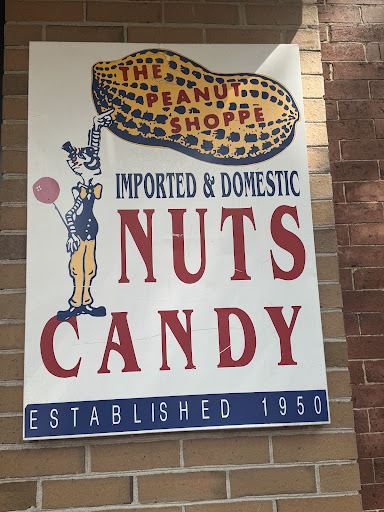 THE
PEANUT
SHOPPE
IMPORTED & DOMESTIC
NUTS
CANDY
ESTABLISHED 1950